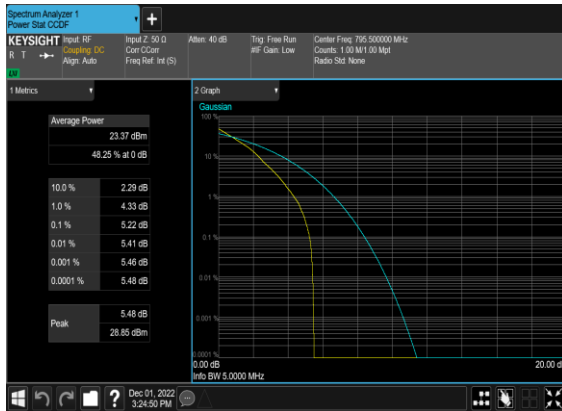 Spectrum Analyzer 1
Power Stat CCDF
KEYSIGHT
R T
Input: RF
Coupling: DC
Align: Auto
Input Z: 50 Ω
Corr CCorr
Freq Ref: Int (S)
Atten: 40 dB
Trig: Free Run
#IF Gain: Low
Center Freq: 795.500000 MHz
Counts: 1.00 M/1.00 Mpt
Radio Std: None
1 Metrics
Average Power
23.37 dBm
48.25 % at 0 dB
10.0 % 2.29 dB
1.0 % 4.33 dB
0.1 % 5.22 dB
0.01 % 5.41 dB
0.001 % 5.46 dB
0.0001 % 5.48 dB
Peak
5.48 dB
28.85 dBm
2 Graph
Gaussian
100 %
10 %
1 %
0.1 %
0.01 %
0.001 %
0.0001 %
0.00 dB
20.00 d
Info BW 5.0000 MHz
?
Dec 01, 2022
3:24:50 PM